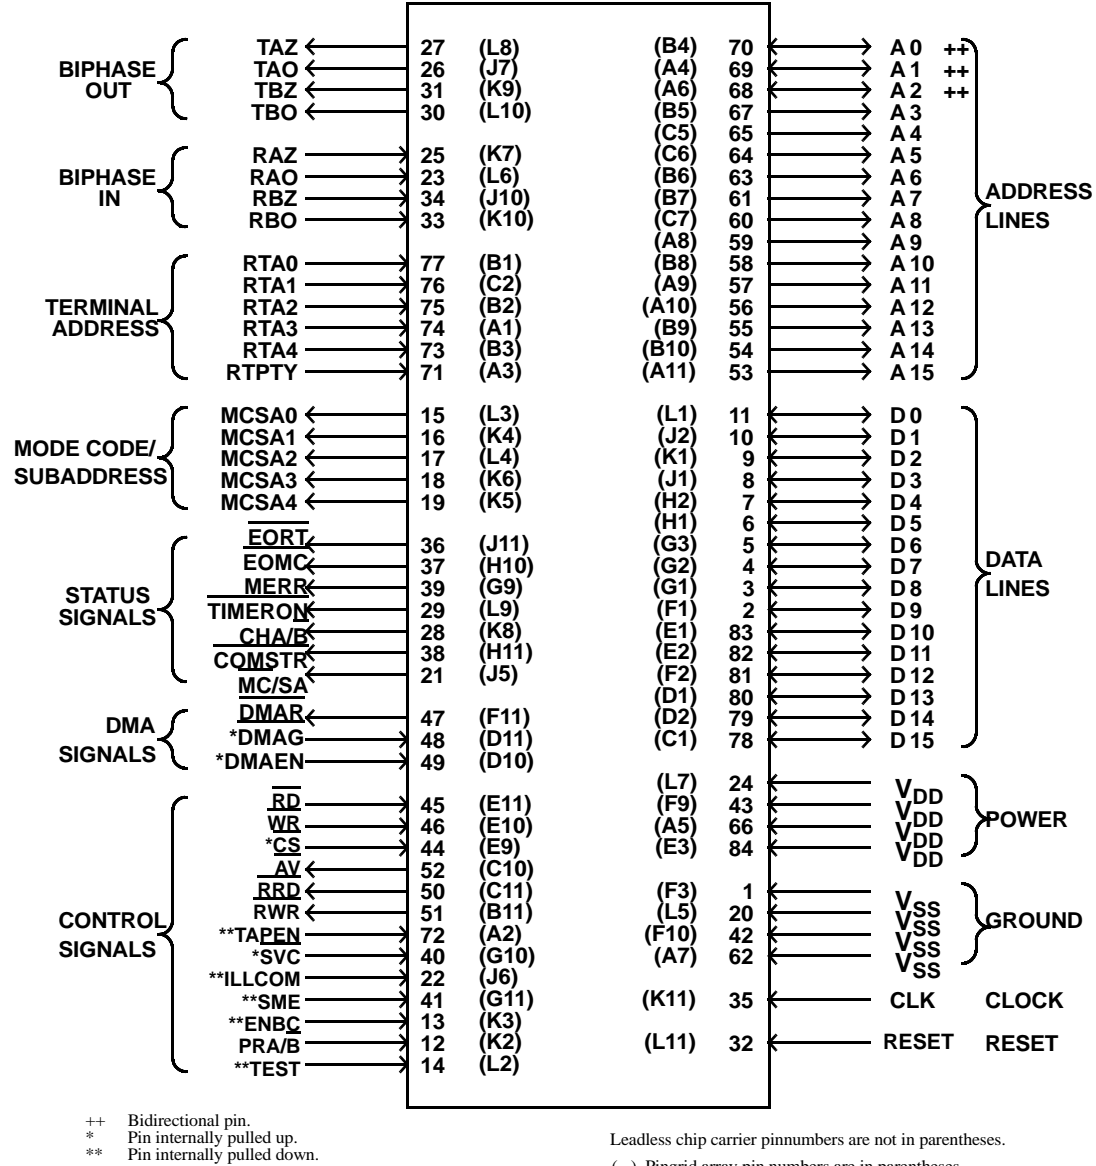 BIPHASE OUT
TAZ 27 (L8)
TAO 26 (J7)
TBZ 31 (K9)
TBO 30 (L10)
BIPHASE IN
RAZ 25 (K7)
RAO 23 (L6)
RBZ 34 (J10)
RBO 33 (K10)
TERMINAL ADDRESS
RTA0 77 (B1)
RTA1 76 (C2)
RTA2 75 (B2)
RTA3 74 (A1)
RTA4 73 (B3)
RTPTY 71 (A3)
MODE CODE/ SUBADDRESS
MCSA0 15 (L3)
MCSA1 16 (K4)
MCSA2 17 (L4)
MCSA3 18 (K6)
MCSA4 19 (K5)
STATUS SIGNALS
EORT 36 (J11)
EOMC 37 (H10)
MERR 39 (G9)
TIMERON 29 (L9)
CHA/B 28 (K8)
COMSTR 38 (H11)
MC/SA 21 (J5)
DMA SIGNALS
DMAR 47 (F11)
*DMAG 48 (D11)
*DMAEN 49 (D10)
CONTROL SIGNALS
RD 45 (E11)
WR 46 (E10)
*CS 44 (E9)
AV 52 (C10)
RRD 50 (C11)
RWR 51 (B11)
**TAPEN 72 (A2)
*SVC 40 (G10)
**ILLCOM 22 (J6)
**SME 41 (G11)
**ENBC 13 (K3)
PRA/B 12 (K2)
**TEST 14 (L2)
(B4) 70 A 0 ++
(A4) 69 A 1 ++
(A6) 68 A 2 ++
(B5) 67 A 3
(C5) 65 A 4
(C6) 64 A 5
(B6) 63 A 6
(B7) 61 A 7
(C7) 60 A 8
(A8) 59 A 9
(B8) 58 A 10
(A9) 57 A 11
(A10) 56 A 12
(B9) 55 A 13
(B10) 54 A 14
(A11) 53 A 15
ADDRESS LINES
(L1) 11 D 0
(J2) 10 D 1
(K1) 9 D 2
(J1) 8 D 3
(H2) 7 D 4
(H1) 6 D 5
(G3) 5 D 6
(G2) 4 D 7
(G1) 3 D 8
(F1) 2 D 9
(E1) 83 D 10
(E2) 82 D 11
(F2) 81 D 12
(D1) 80 D 13
(D2) 79 D 14
(C1) 78 D 15
DATA LINES
(L7) 24 VDD
(F9) 43 VDD
(A5) 66 VDD
(E3) 84 VDD
POWER
(F3) 1 VSS
(L5) 20 VSS
(F10) 42 VSS
(A7) 62 VSS
GROUND
(K11) 35 CLK CLOCK
(L11) 32 RESET RESET
++ Bidirectional pin.
* Pin internally pulled up.
** Pin internally pulled down.
Leadless chip carrier pinnumbers are not in parentheses.
( ) Pingrid array pin numbers are in parentheses.